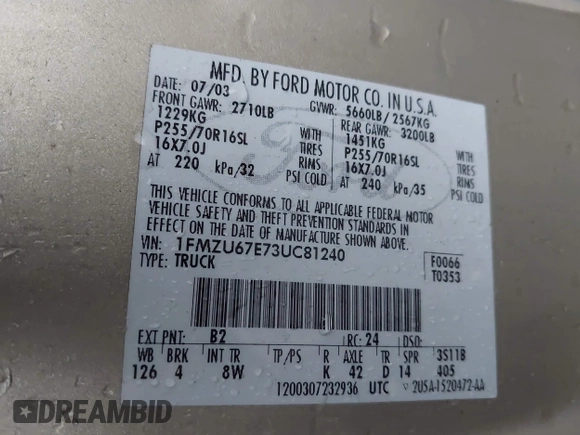 MFD. BY FORD MOTOR CO. IN U.S.A.
DATE: 07/03 GVWR: 5660LB/ 2567KG
FRONT GAWR: 2710LB REAR GAWR: 3200LB
1229KG WITH 1451KG WITH
P255/70R16SL TIRES P255/70R16SL TIRES
16X7.0J RIMS 16X7.0J RIMS
AT 220 kPa/32 PSI COLD AT 240 kPa/35 PSI COLD
THIS VEHICLE CONFORMS TO ALL APPLICABLE FEDERAL MOTOR
VEHICLE SAFETY AND THEFT PREVENTION STANDARDS IN
EFFECT ON THE DATE OF MANUFACTURE SHOWN ABOVE.
VIN: 1FMZU67E73UC81240 F0066
TYPE: TRUCK T0353
EXT PNT: B2 RC: 24 DSO:
WB BRK INT TR TP/PS R AXLE TR SPR 3S11B
126 4 8W K 42 D 14 405
1200307232936 UTC 2U5A-1520472-AA
Ford
DREAMBID